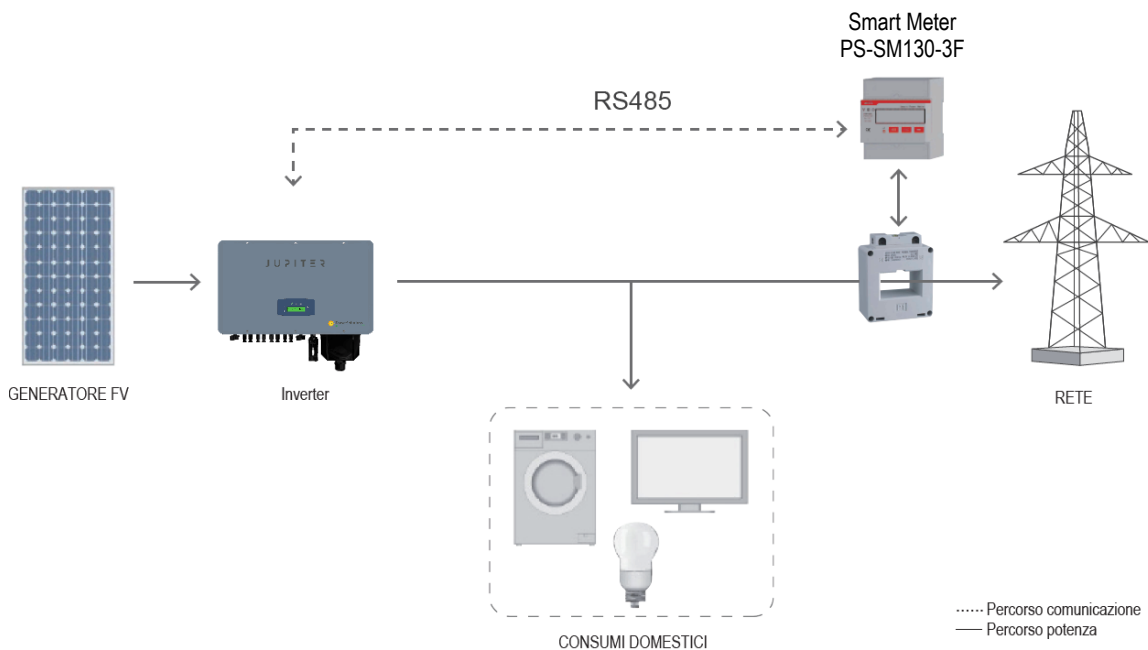 Smart Meter
PS-SM130-3F
RS485
JUPITER
GENERATORE FV
Inverter
RETE
CONSUMI DOMESTICI
Percorso comunicazione
Percorso potenza